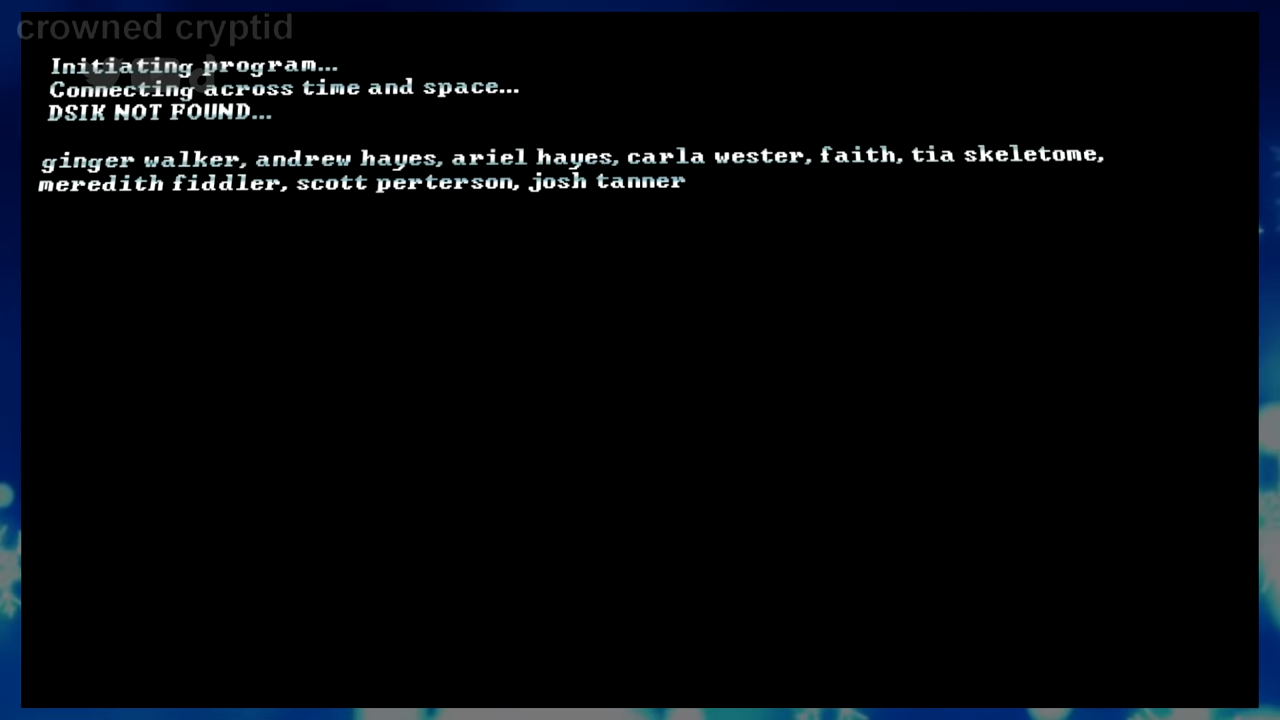 crowned cryptid
Initiating program...
Connecting across time and space...
DSIK NOT FOUND...
ginger walker, andrew hayes, ariel hayes, carla wester, faith, tia skeletome,
meredith fiddler, scott perterson, josh tanner